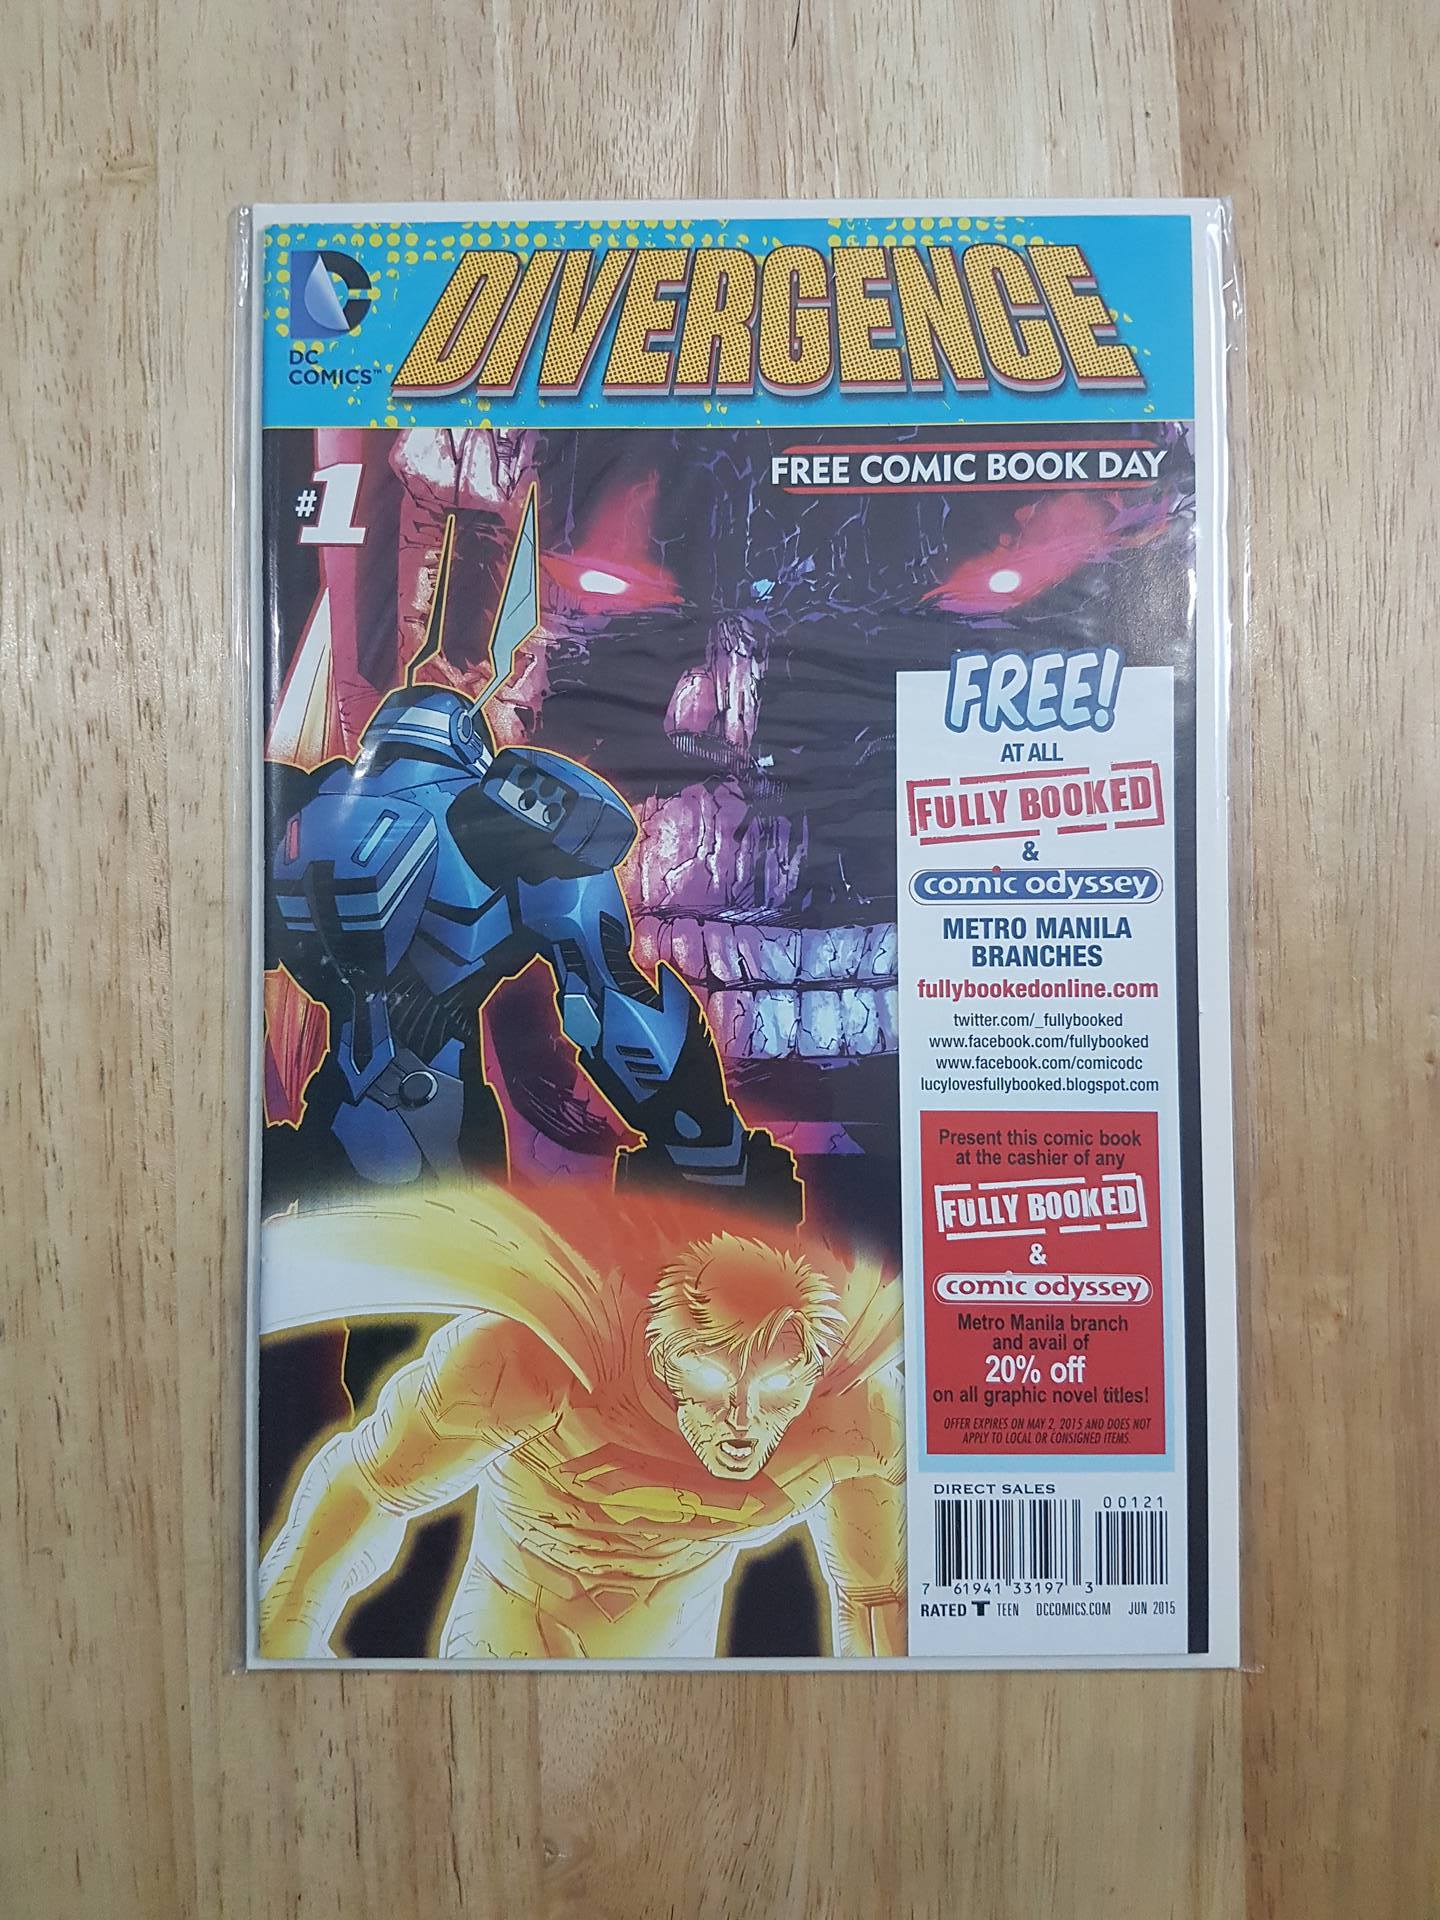 DIVERGENCE
DC
COMICS™
#1
FREE COMIC BOOK DAY
FREE!
AT ALL
FULLY BOOKED
&
comic odyssey
METRO MANILA
BRANCHES
fullybookedonline.com
twitter.com/_fullybooked
www.facebook.com/fullybooked
www.facebook.com/comicodc
lucylovesfullybooked.blogspot.com
Present this comic book
at the cashier of any
FULLY BOOKED
&
comic odyssey
Metro Manila branch
and avail of
20% off
on all graphic novel titles!
OFFER EXPIRES ON MAY 2, 2015 AND DOES NOT
APPLY TO LOCAL OR CONSIGNED ITEMS.
DIRECT SALES
00121
7 61941 33197 3
RATED T TEEN DCCOMICS.COM JUN 2015